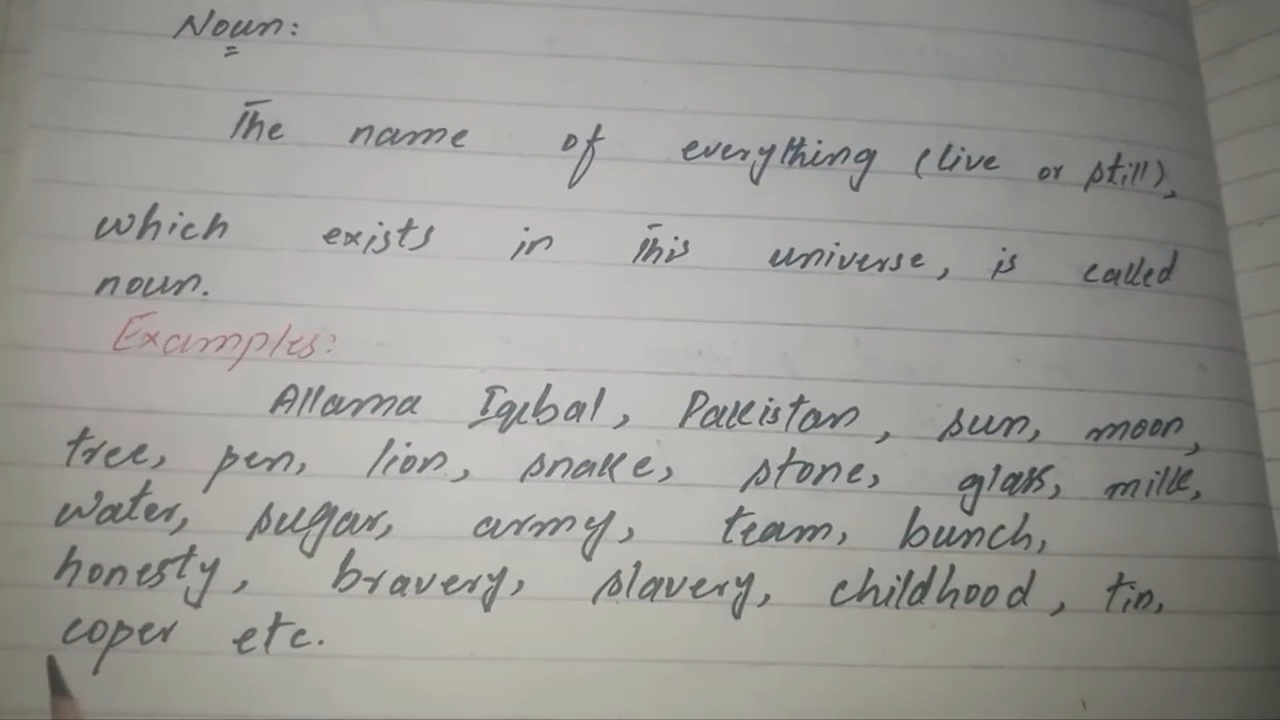 Noun:
The name of everything (live or still),
which exists in this universe, is called
noun.
Examples:
Allama Iqbal, Pakistan, sun, moon,
tree, pen, lion, snake, stone, glass, milk,
water, sugar, army, team, bunch,
honesty, bravery, slavery, childhood, tin,
coper etc.